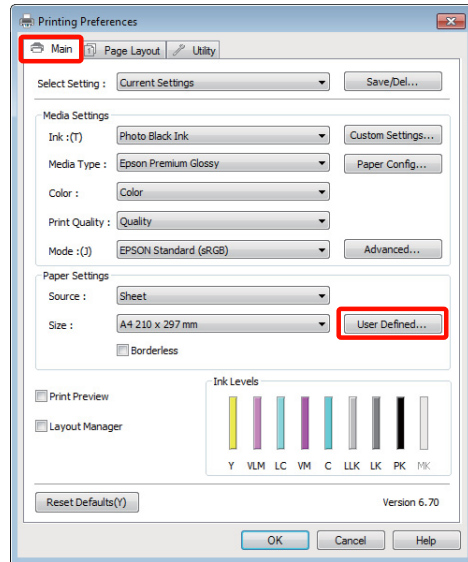 Printing Preferences
Main Page Layout Utility
Select Setting : Current Settings Save/Del...
Media Settings
Ink :(T) Photo Black Ink Custom Settings...
Media Type : Epson Premium Glossy Paper Config...
Color : Color
Print Quality : Quality
Mode :(J) EPSON Standard (sRGB) Advanced...
Paper Settings
Source : Sheet
Size : A4 210 x 297 mm User Defined...
Borderless
Ink Levels
Print Preview
Layout Manager
Y VLM LC VM C LLK LK PK MK
Reset Defaults(Y) Version 6.70
OK Cancel Help